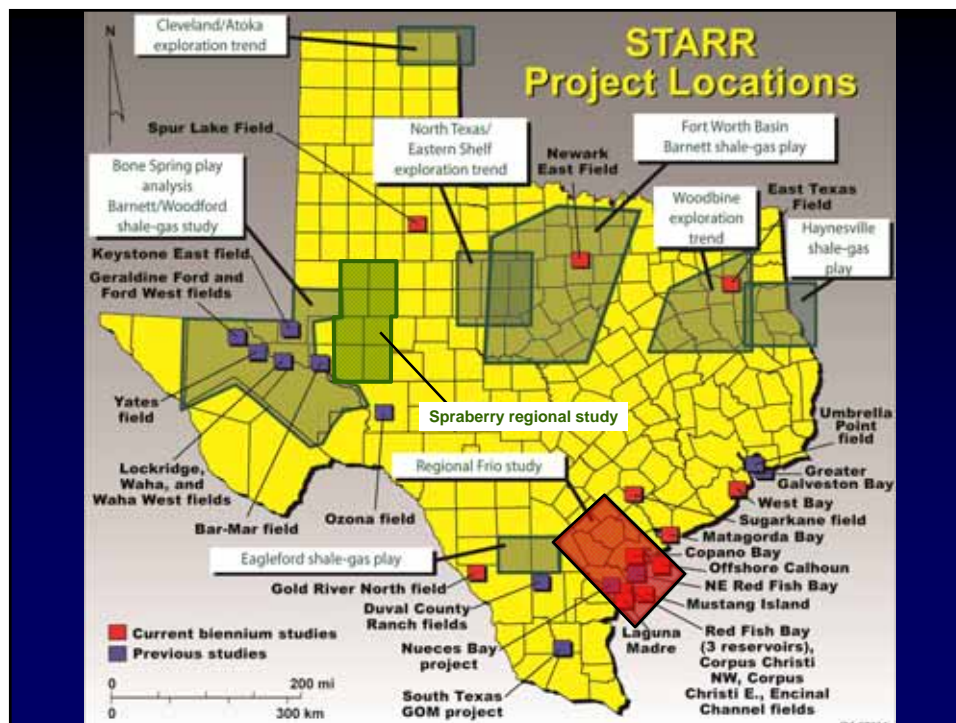 STARR
Project Locations
Cleveland/Atoka
exploration trend
N
Spur Lake Field
North Texas/
Eastern Shelf
exploration trend
Newark
East Field
Fort Worth Basin
Barnett shale-gas play
Woodbine
exploration
trend
East Texas
Field
Haynesville
shale-gas
play
Bone Spring play
analysis
Barnett/Woodford
shale-gas study
Keystone East field
Geraldine Ford and
Ford West fields
Yates
field
Lockridge,
Waha, and
Waha West fields
Bar-Mar field
Ozona field
Spraberry regional study
Regional Frio study
Umbrella
Point
field
Greater
Galveston Bay
West Bay
Sugarkane field
Matagorda Bay
Copano Bay
Offshore Calhoun
NE Red Fish Bay
Mustang Island
Eagleford shale-gas play
Gold River North field
Duval County
Ranch fields
Nueces Bay
project
South Texas
GOM project
Laguna
Madre
Red Fish Bay
(3 reservoirs),
Corpus Christi
NW, Corpus
Christi E., Encinal
Channel fields
Current biennium studies
Previous studies
0 200 mi
0 300 km